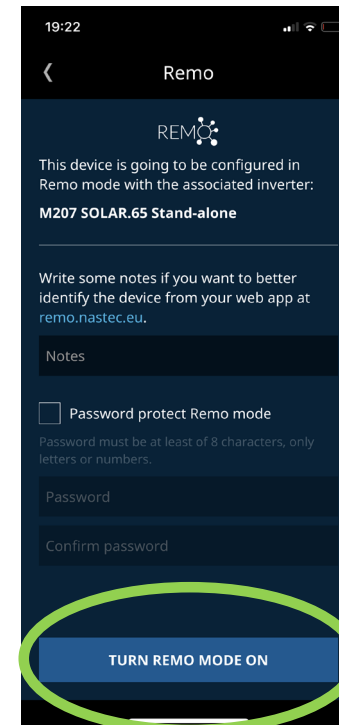 19:22
Remo
REMO
This device is going to be configured in
Remo mode with the associated inverter:
M207 SOLAR.65 Stand-alone
Write some notes if you want to better
identify the device from your web app at
remo.nastec.eu.
Notes
Password protect Remo mode
Password must be at least of 8 characters, only
letters or numbers.
Password
Confirm password
TURN REMO MODE ON